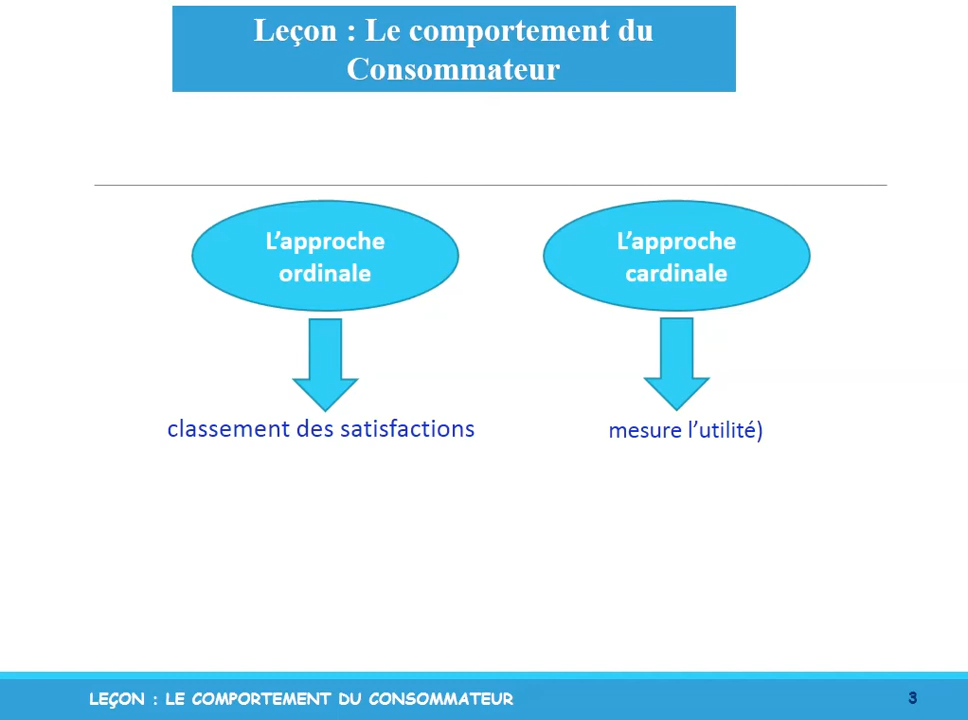 Leçon : Le comportement du
Consommateur
L’approche
ordinale
L’approche
cardinale
classement des satisfactions
mesure l’utilité)
LEÇON : LE COMPORTEMENT DU CONSOMMATEUR
3